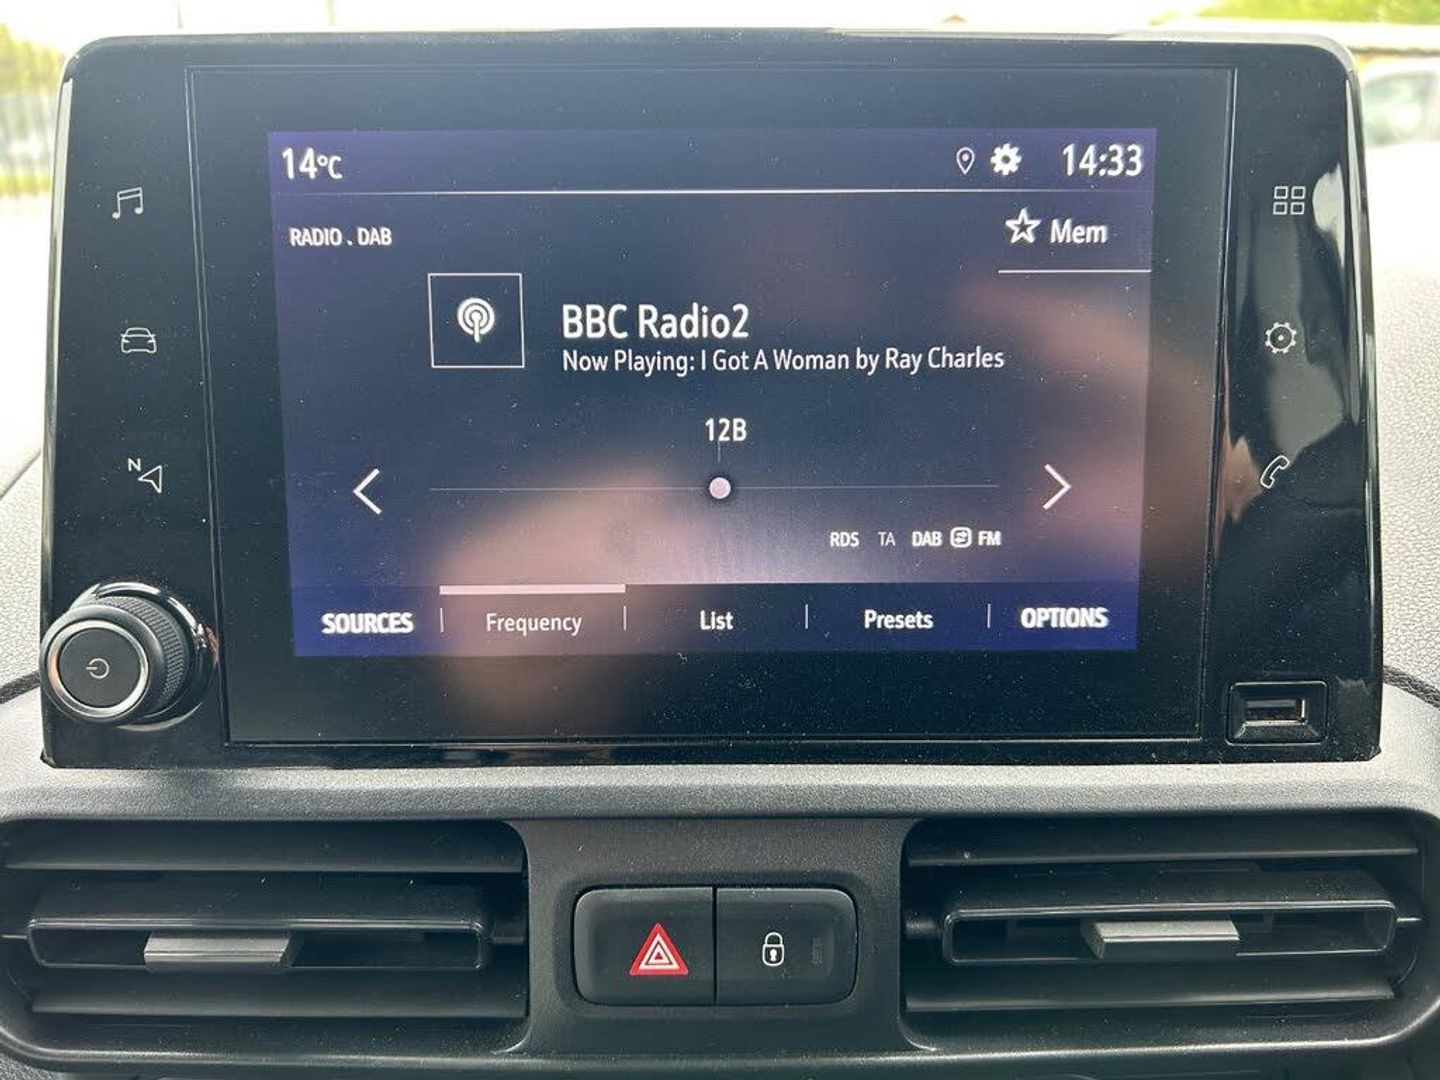 14°C 14:33
RADIO . DAB
Mem
BBC Radio2
Now Playing: I Got A Woman by Ray Charles
12B
N
RDS TA DAB FM
SOURCES Frequency List Presets OPTIONS